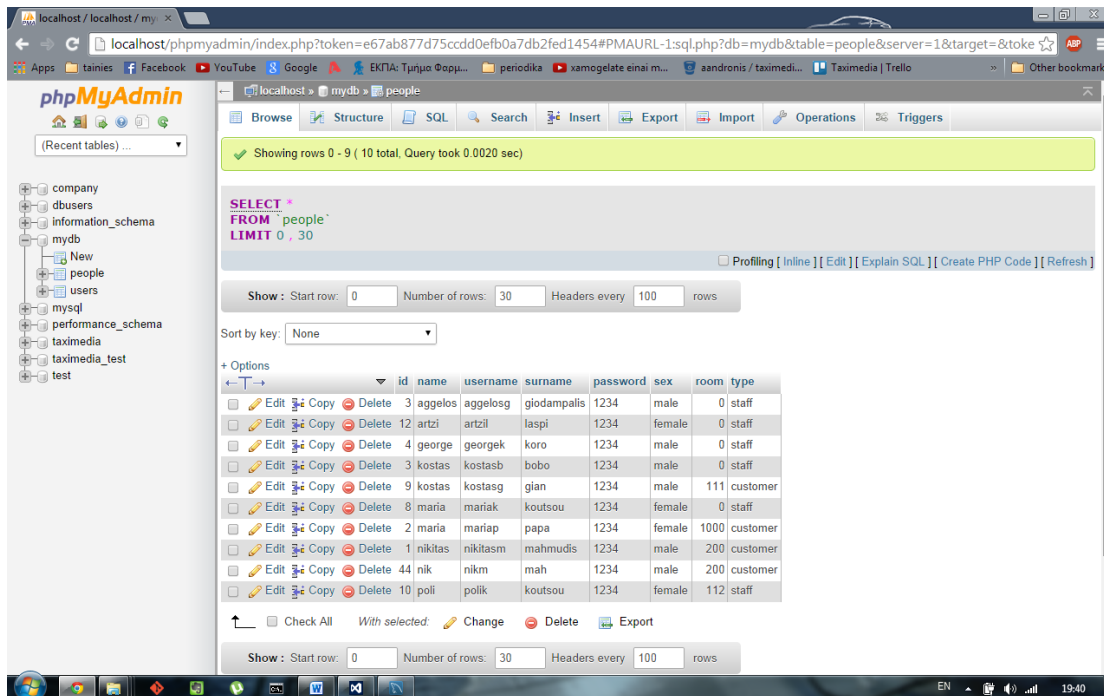 localhost / localhost / my
localhost/phpmyadmin/index.php?token=e67ab877d75ccdd0efb0a7db2fed1454#PMAURL-1:sql.php?db=mydb&table=people&server=1&target=&toke
ABP
Apps tainies Facebook YouTube Google ΕΚΠΑ: Τμήμα Φαρμ... periodika xamogelate einai m... aandronis / taximedi... Taximedia | Trello » Other bookmark
phpMyAdmin
(Recent tables) ...
company
dbusers
information_schema
mydb
New
people
users
mysql
performance_schema
taximedia
taximedia_test
test
localhost » mydb » people
Browse Structure SQL Search Insert Export Import Operations Triggers
Showing rows 0 - 9 ( 10 total, Query took 0.0020 sec)
SELECT *
FROM `people`
LIMIT 0 , 30
Profiling [ Inline ] [ Edit ] [ Explain SQL ] [ Create PHP Code ] [ Refresh ]
Show : Start row: 0 Number of rows: 30 Headers every 100 rows
Sort by key: None
+ Options
←T→ id name username surname password sex room type
Edit Copy Delete 3 aggelos aggelosg giodampalis 1234 male 0 staff
Edit Copy Delete 12 artzi artzil laspi 1234 female 0 staff
Edit Copy Delete 4 george georgek koro 1234 male 0 staff
Edit Copy Delete 3 kostas kostasb bobo 1234 male 0 staff
Edit Copy Delete 9 kostas kostasg gian 1234 male 111 customer
Edit Copy Delete 8 maria mariak koutsou 1234 female 0 staff
Edit Copy Delete 2 maria mariap papa 1234 female 1000 customer
Edit Copy Delete 1 nikitas nikitasm mahmudis 1234 male 200 customer
Edit Copy Delete 44 nik nikm mah 1234 male 200 customer
Edit Copy Delete 10 poli polik koutsou 1234 female 112 staff
Check All With selected: Change Delete Export
Show : Start row: 0 Number of rows: 30 Headers every 100 rows
EN 19:40